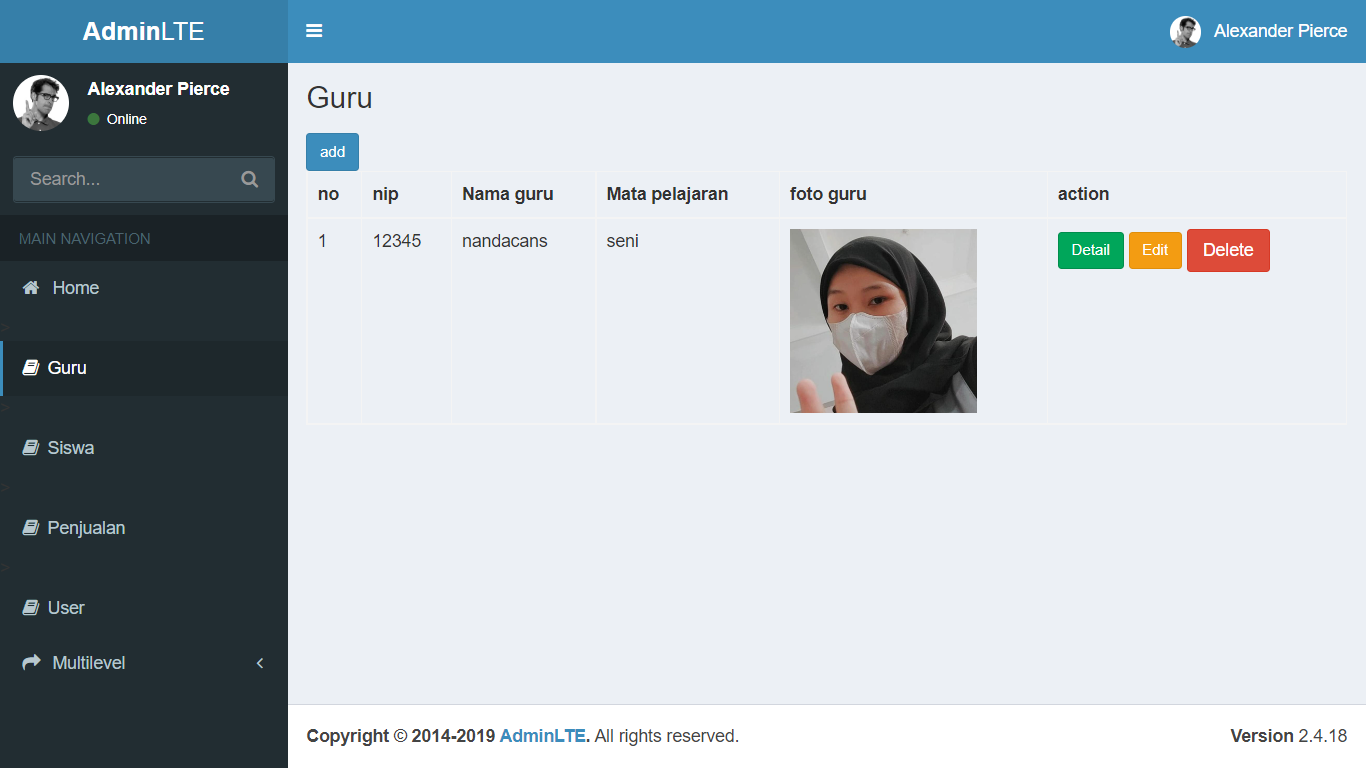 AdminLTE
Alexander Pierce
Alexander Pierce
Online
Search...
MAIN NAVIGATION
Home
>
Guru
>
Siswa
>
Penjualan
>
User
Multilevel
Guru
add
no nip Nama guru Mata pelajaran foto guru action
1 12345 nandacans seni Detail Edit Delete
Copyright © 2014-2019 AdminLTE. All rights reserved. Version 2.4.18